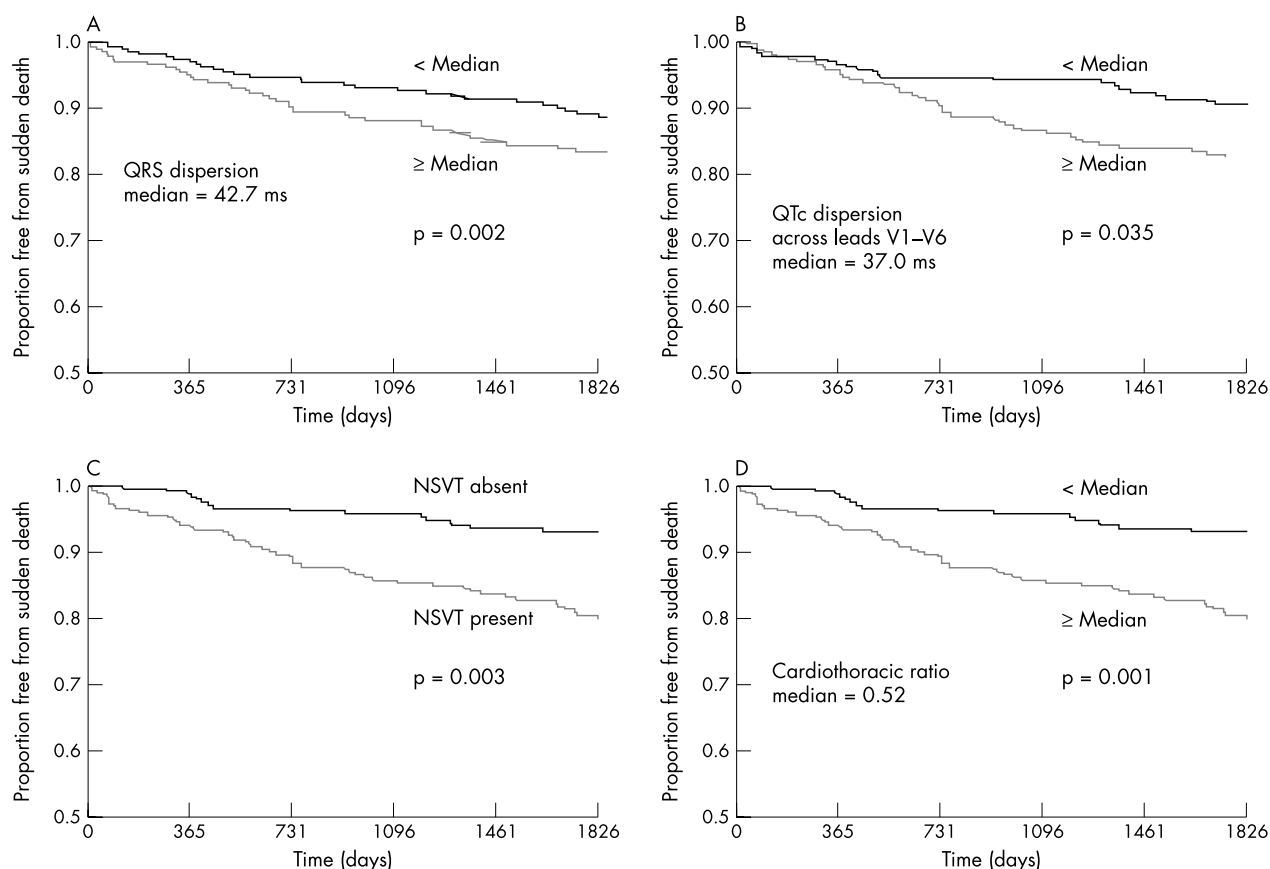 A
1.0
0.9
0.8
0.7
0.6
0.5
Proportion free from sudden death
< Median
≥ Median
QRS dispersion
median = 42.7 ms
p = 0.002
0 365 731 1096 1461 1826
Time (days)
B
1.00
0.90
0.80
0.70
0.60
0.50
Proportion free from sudden death
< Median
≥ Median
QTc dispersion
across leads V1–V6
median = 37.0 ms
p = 0.035
0 365 731 1096 1461 1826
Time (days)
C
1.0
0.9
0.8
0.7
0.6
0.5
Proportion free from sudden death
NSVT absent
NSVT present
p = 0.003
0 365 731 1096 1461 1826
Time (days)
D
1.0
0.9
0.8
0.7
0.6
0.5
Proportion free from sudden death
< Median
≥ Median
Cardiothoracic ratio
median = 0.52
p = 0.001
0 365 731 1096 1461 1826
Time (days)